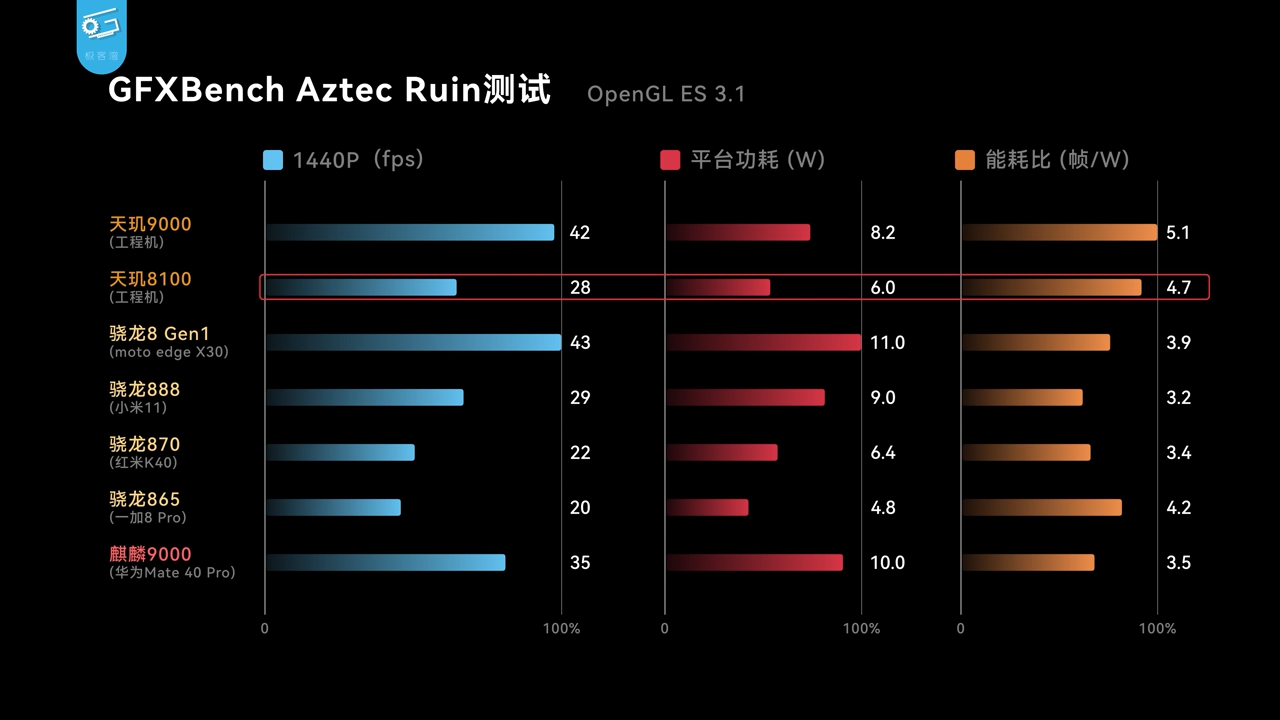 极客湾
GFXBench Aztec Ruin测试 OpenGL ES 3.1
1440P（fps） 平台功耗 (W) 能耗比 (帧/W)
天玑9000
(工程机)
42 8.2 5.1
天玑8100
(工程机)
28 6.0 4.7
骁龙8 Gen1
(moto edge X30)
43 11.0 3.9
骁龙888
(小米11)
29 9.0 3.2
骁龙870
(红米K40)
22 6.4 3.4
骁龙865
(一加8 Pro)
20 4.8 4.2
麒麟9000
(华为Mate 40 Pro)
35 10.0 3.5
0 100% 0 100% 0 100%